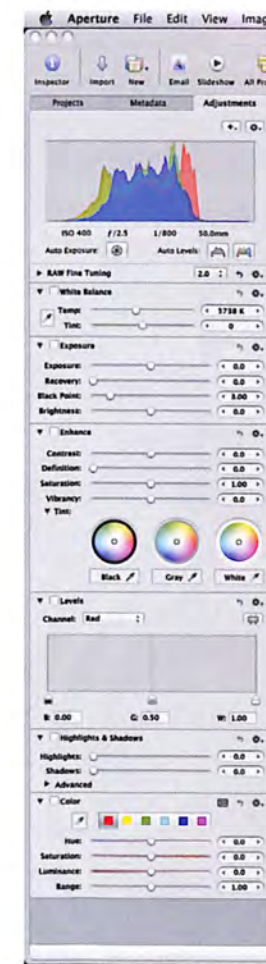 Aperture File Edit View Imag
Inspector Import New Email Slideshow All Pro
Projects Metadata Adjustments
ISO 400 ƒ/2.5 1/800 50.0mm
Auto Exposure: Auto Levels:
RAW Fine Tuning 2.0
White Balance
Temp: 5738 K
Tint: 0
Exposure
Exposure: 0.0
Recovery: 0.0
Black Point: 3.00
Brightness: 0.0
Enhance
Contrast: 0.0
Definition: 0.0
Saturation: 1.00
Vibrancy: 0.0
Tint:
Black Gray White
Levels
Channel: Red
B: 0.00 G: 0.50 W: 1.00
Highlights & Shadows
Highlights: 0.0
Shadows: 0.0
Advanced
Color
Hue: 0.0
Saturation: 0.0
Luminance: 0.0
Range: 1.00